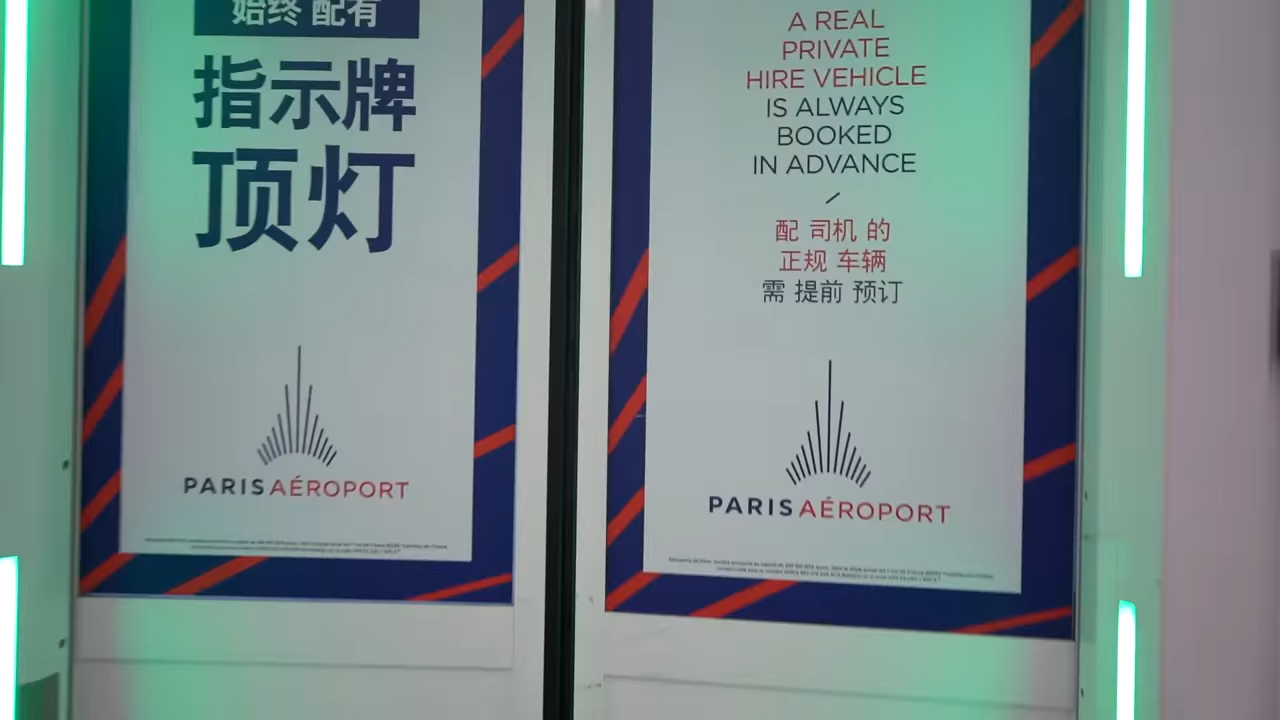 始终 配有
指示牌
顶灯
PARIS AÉROPORT
A REAL
PRIVATE
HIRE VEHICLE
IS ALWAYS
BOOKED
IN ADVANCE
配 司机 的
正规 车辆
需 提前 预订
PARIS AÉROPORT